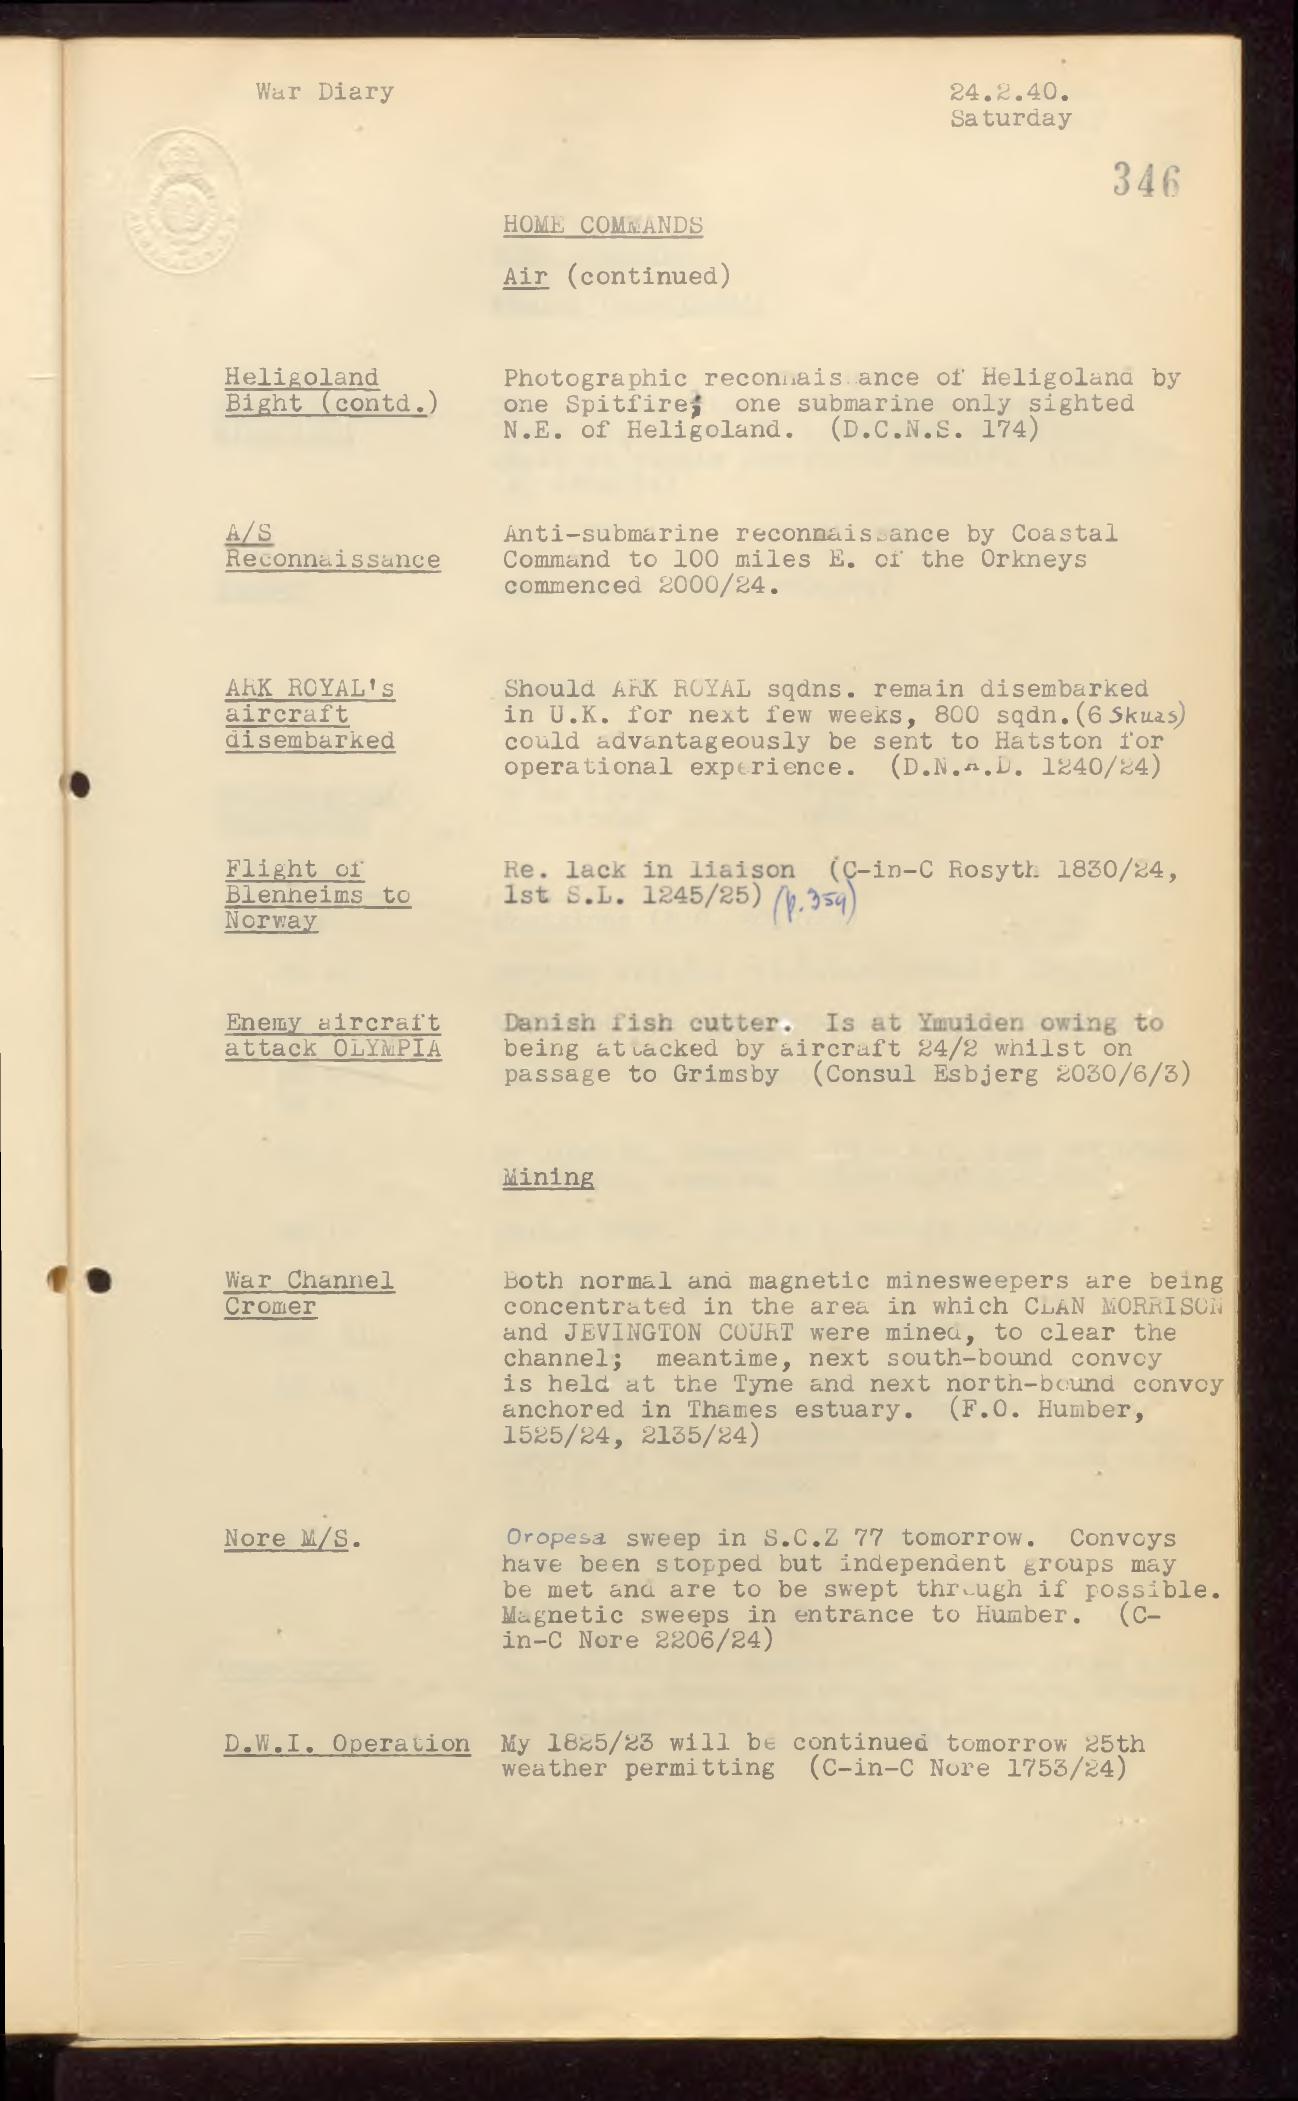 War Diary
24.2.40.
Saturday
346
HOME COMMANDS
Air (continued)
Heligoland
Bight (contd.)
Photographic reconnaissance of Heligoland by
one Spitfire; one submarine only sighted
N.E. of Heligoland. (D.C.N.S. 174)
A/S
Reconnaissance
Anti-submarine reconnaissance by Coastal
Command to 100 miles E. of the Orkneys
commenced 2000/24.
ARK ROYAL's
aircraft
disembarked
Should ARK ROYAL sqdns. remain disembarked
in U.K. for next few weeks, 800 sqdn. (6 Skuas)
could advantageously be sent to Hatston for
operational experience. (D.N.A.D. 1240/24)
Flight of
Blenheims to
Norway
Re. lack in liaison (C-in-C Rosyth 1830/24,
1st S.L. 1245/25) (p.359)
Enemy aircraft
attack OLYMPIA
Danish fish cutter. Is at Ymuiden owing to
being attacked by aircraft 24/2 whilst on
passage to Grimsby (Consul Esbjerg 2030/6/3)
Mining
War Channel
Cromer
Both normal and magnetic minesweepers are being
concentrated in the area in which CLAN MORRISON
and JEVINGTON COURT were mined, to clear the
channel; meantime, next south-bound convoy
is held at the Tyne and next north-bound convoy
anchored in Thames estuary. (F.O. Humber,
1525/24, 2135/24)
Nore M/S.
Oropesa sweep in S.C.Z 77 tomorrow. Convoys
have been stopped but independent groups may
be met and are to be swept through if possible.
Magnetic sweeps in entrance to Humber. (C-
in-C Nore 2206/24)
D.W.I. Operation
My 1825/23 will be continued tomorrow 25th
weather permitting (C-in-C Nore 1753/24)